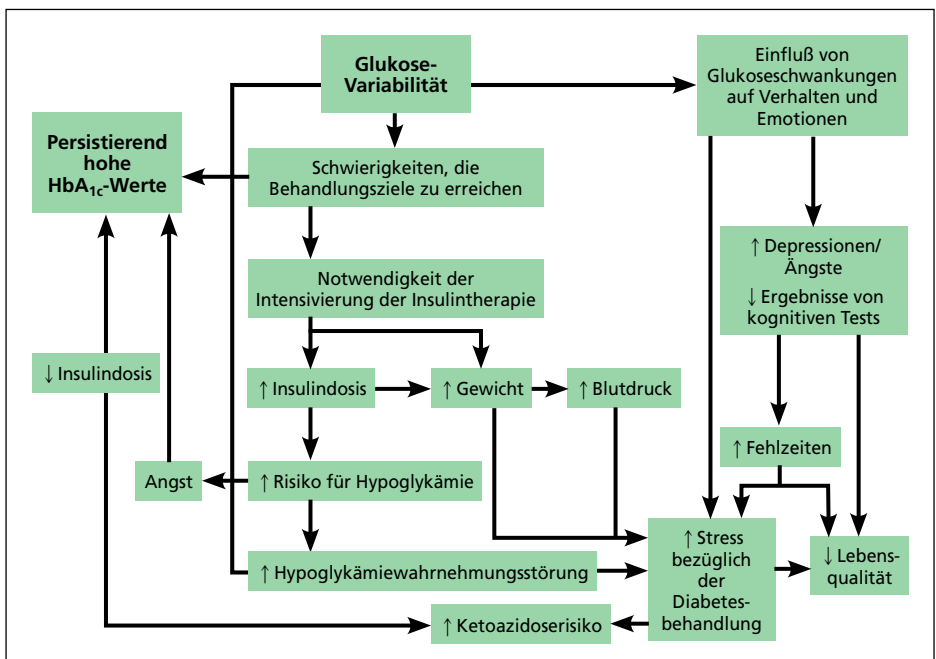 Glukose-
Variabilität
Einfluß von
Glukoseschwankungen
auf Verhalten und
Emotionen
Persistierend
hohe
HbA1c-Werte
Schwierigkeiten, die
Behandlungsziele zu erreichen
↑ Depressionen/
Ängste
↓ Ergebnisse von
kognitiven Tests
Notwendigkeit der
Intensivierung der Insulintherapie
↓ Insulindosis
↑ Insulindosis
↑ Gewicht
↑ Blutdruck
↑ Fehlzeiten
Angst
↑ Risiko für Hypoglykämie
↑ Hypoglykämiewahrnehmungsstörung
↑ Stress
bezüglich
der
Diabetes-
behandlung
↓ Lebens-
qualität
↑ Ketoazidoserisiko